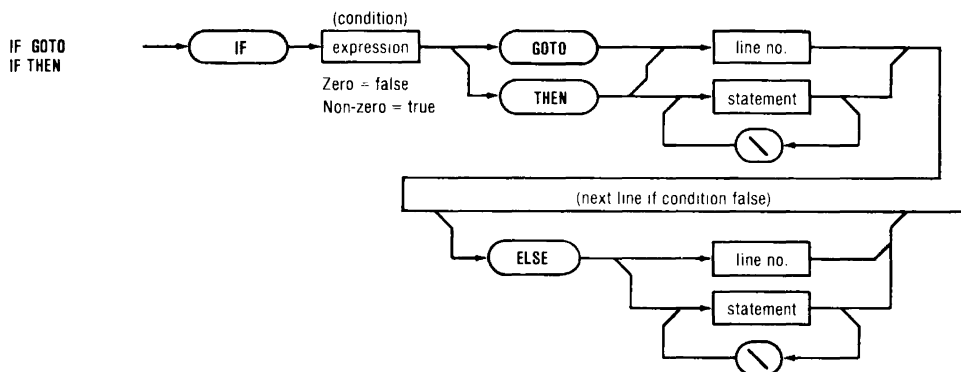 (condition)
IF GOTO
IF THEN
IF
expression
GOTO
line no.
Zero = false
Non-zero = true
THEN
statement
\
(next line if condition false)
ELSE
line no.
statement
\